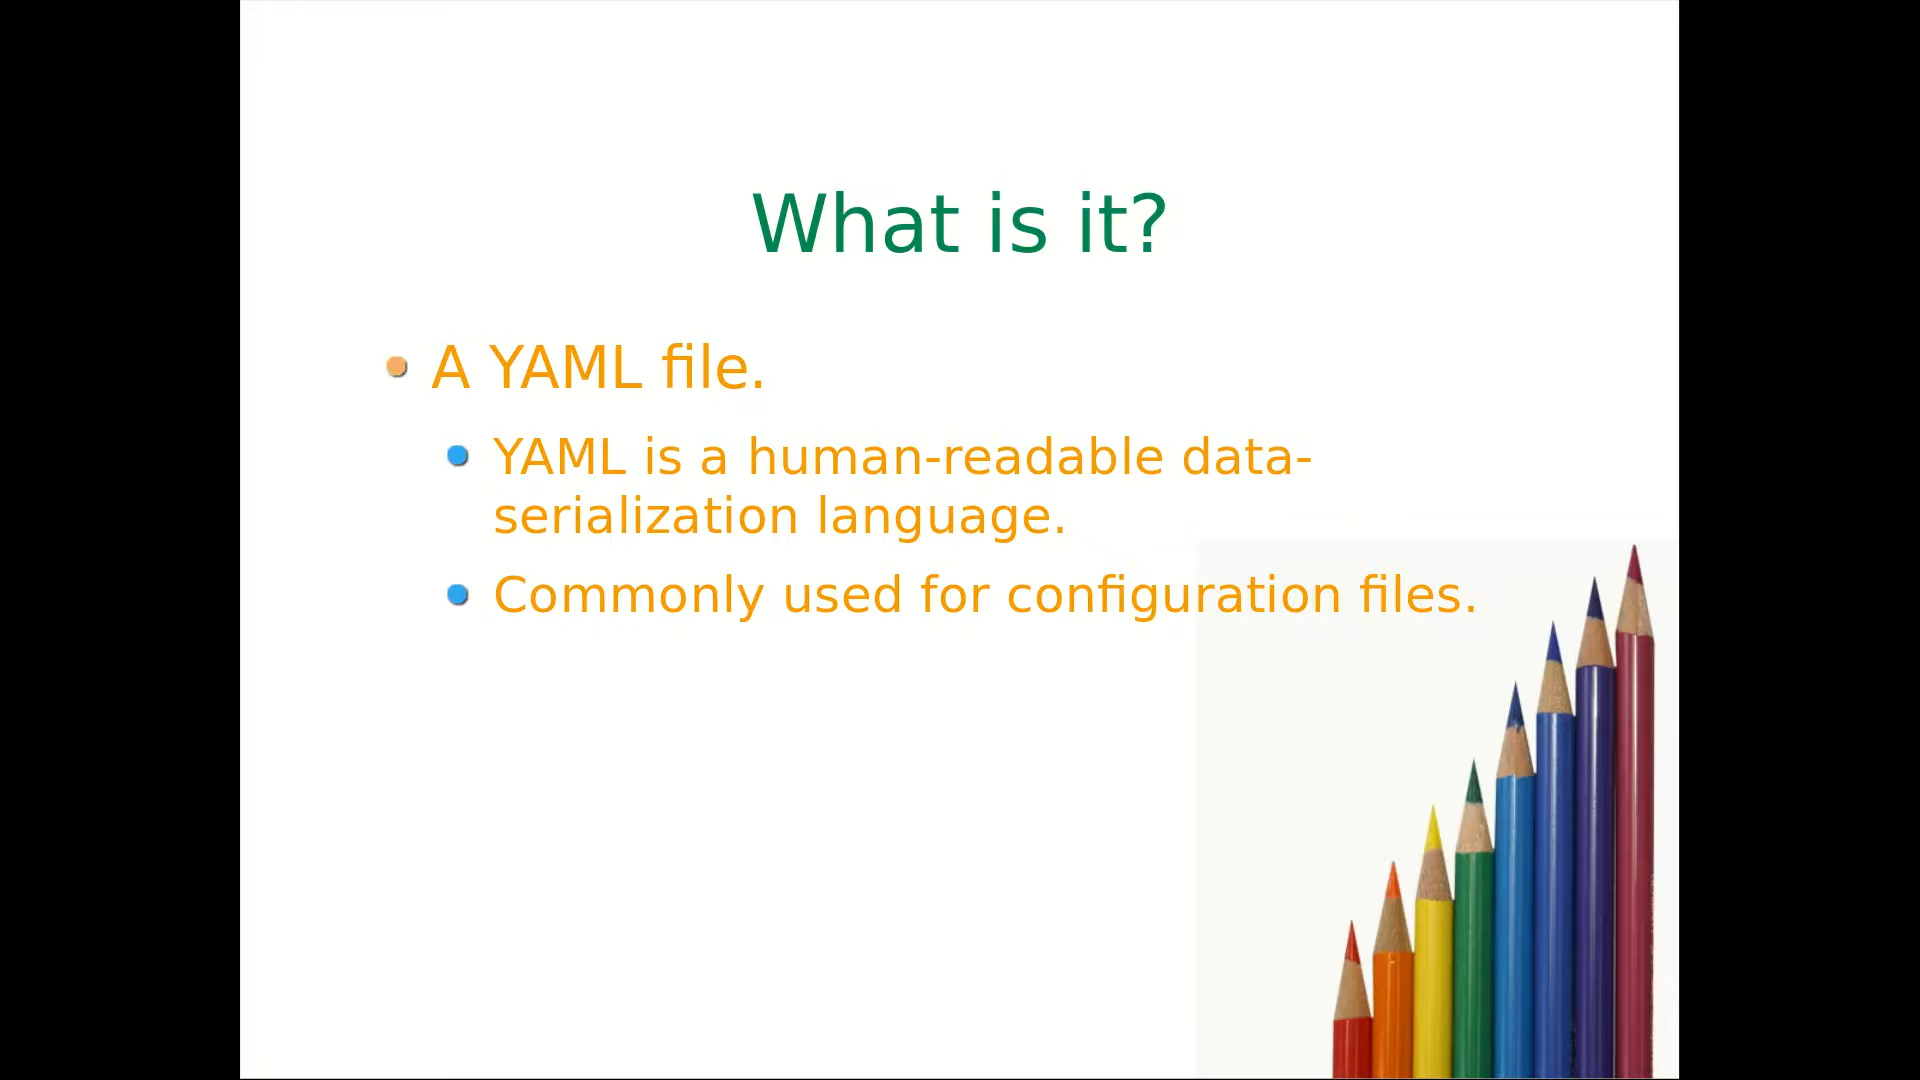 What is it?
A YAML file.
YAML is a human-readable data-
serialization language.
Commonly used for configuration files.